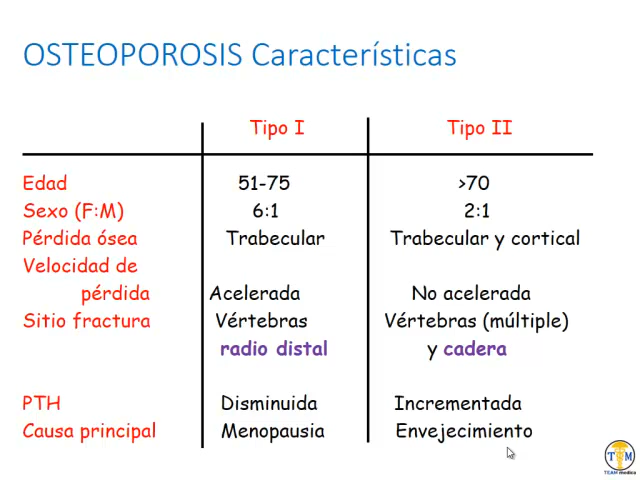 OSTEOPOROSIS Características
Tipo I Tipo II
Edad 51-75 >70
Sexo (F:M) 6:1 2:1
Pérdida ósea Trabecular Trabecular y cortical
Velocidad de
pérdida Acelerada No acelerada
Sitio fractura Vértebras Vértebras (múltiple)
radio distal y cadera
PTH Disminuida Incrementada
Causa principal Menopausia Envejecimiento
T M
TEAM medica